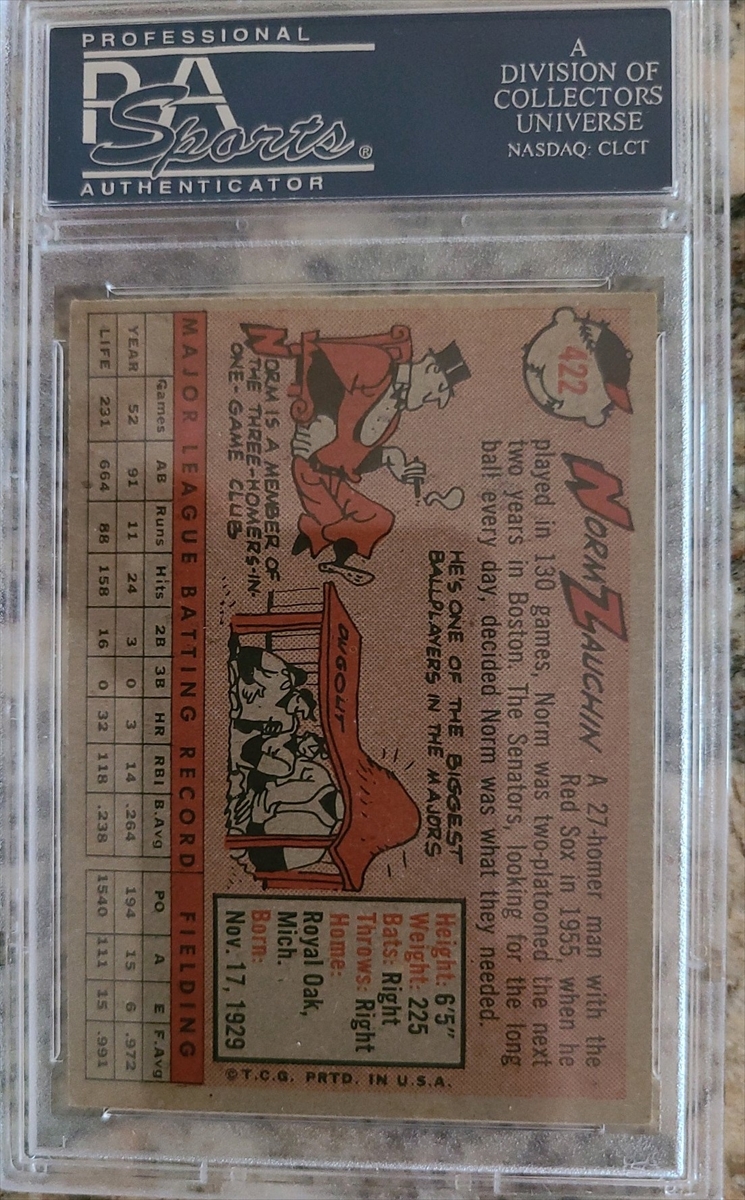 PROFESSIONAL
PSA
Sports®
AUTHENTICATOR
A
DIVISION OF
COLLECTORS
UNIVERSE
NASDAQ: CLCT
422
NORM ZAUCHIN A 27-homer man with the
Red Sox in 1955, when he
played in 130 games, Norm was two-platooned the next
two years in Boston. The Senators, looking for the long
ball every day, decided Norm was what they needed.
NORM IS A MEMBER OF
THE THREE-HOMERS-IN-
ONE-GAME CLUB
HE'S ONE OF THE BIGGEST
BALLPLAYERS IN THE MAJORS
DUGOUT
Height: 6'5"
Weight: 225
Bats: Right
Throws: Right
Home:
Royal Oak,
Mich.
Born:
Nov. 17, 1929
© T.C.G. PRTD. IN U.S.A.
MAJOR LEAGUE BATTING RECORD FIELDING
Games AB Runs Hits 2B 3B HR RBI B.Avg PO A E F.Avg
YEAR 52 91 11 24 3 0 3 14 .264 194 15 6 .972
LIFE 231 664 88 158 16 0 32 118 .238 1540 111 15 .991